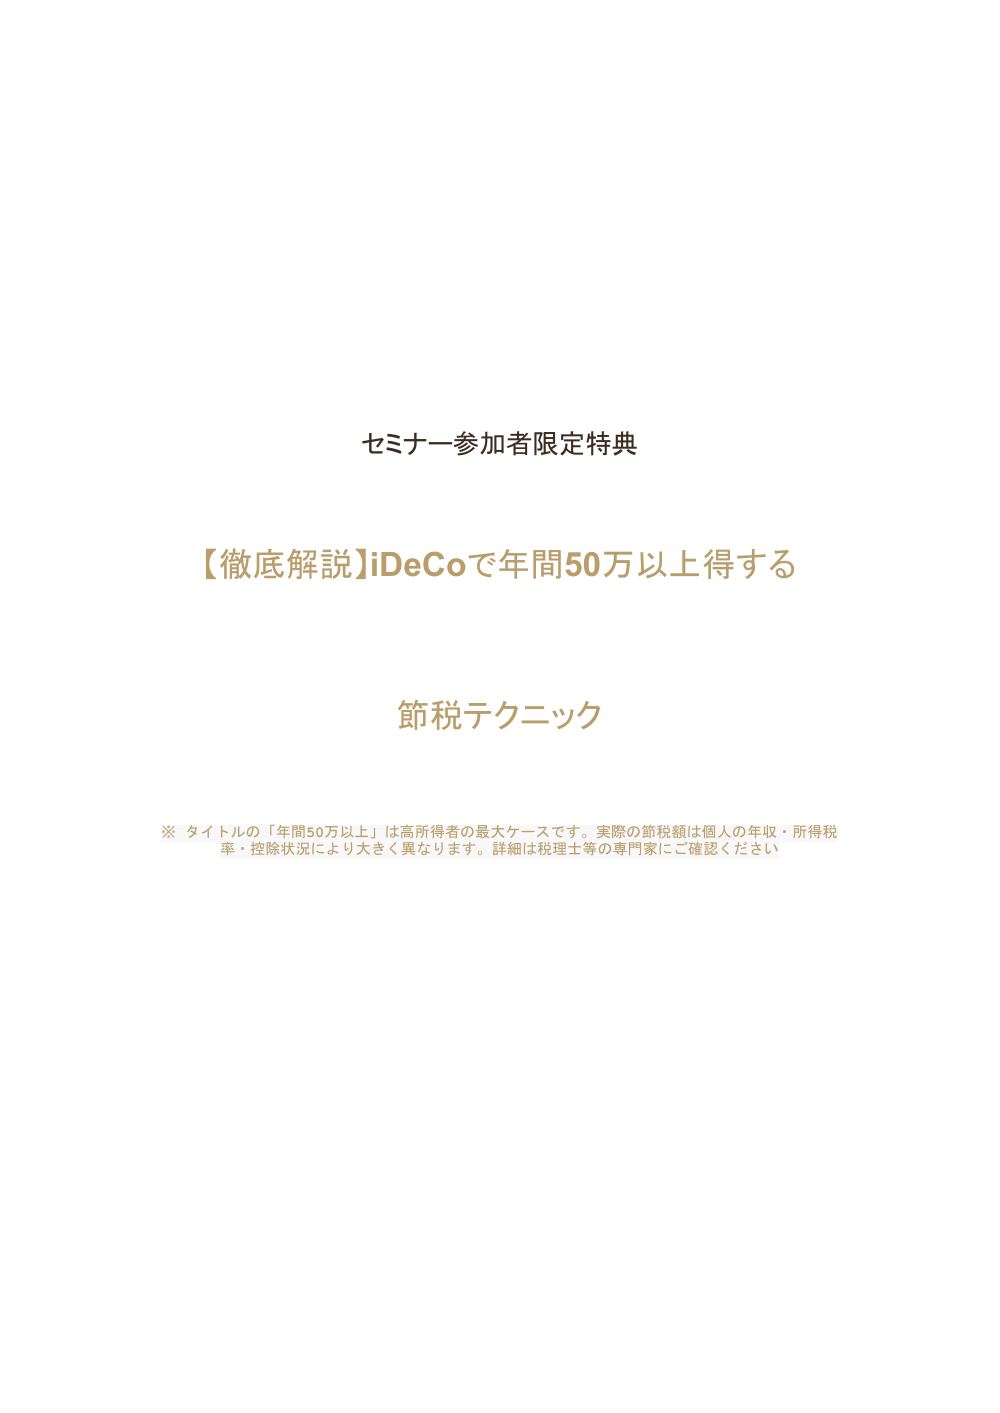 セミナー参加者限定特典
【徹底解説】iDeCoで年間50万以上得する
節税テクニック
※ タイトルの「年間50万以上」は高所得者の最大ケースです。実際の節税額は個人の年収・所得税
率・控除状況により大きく異なります。詳細は税理士等の専門家にご確認ください